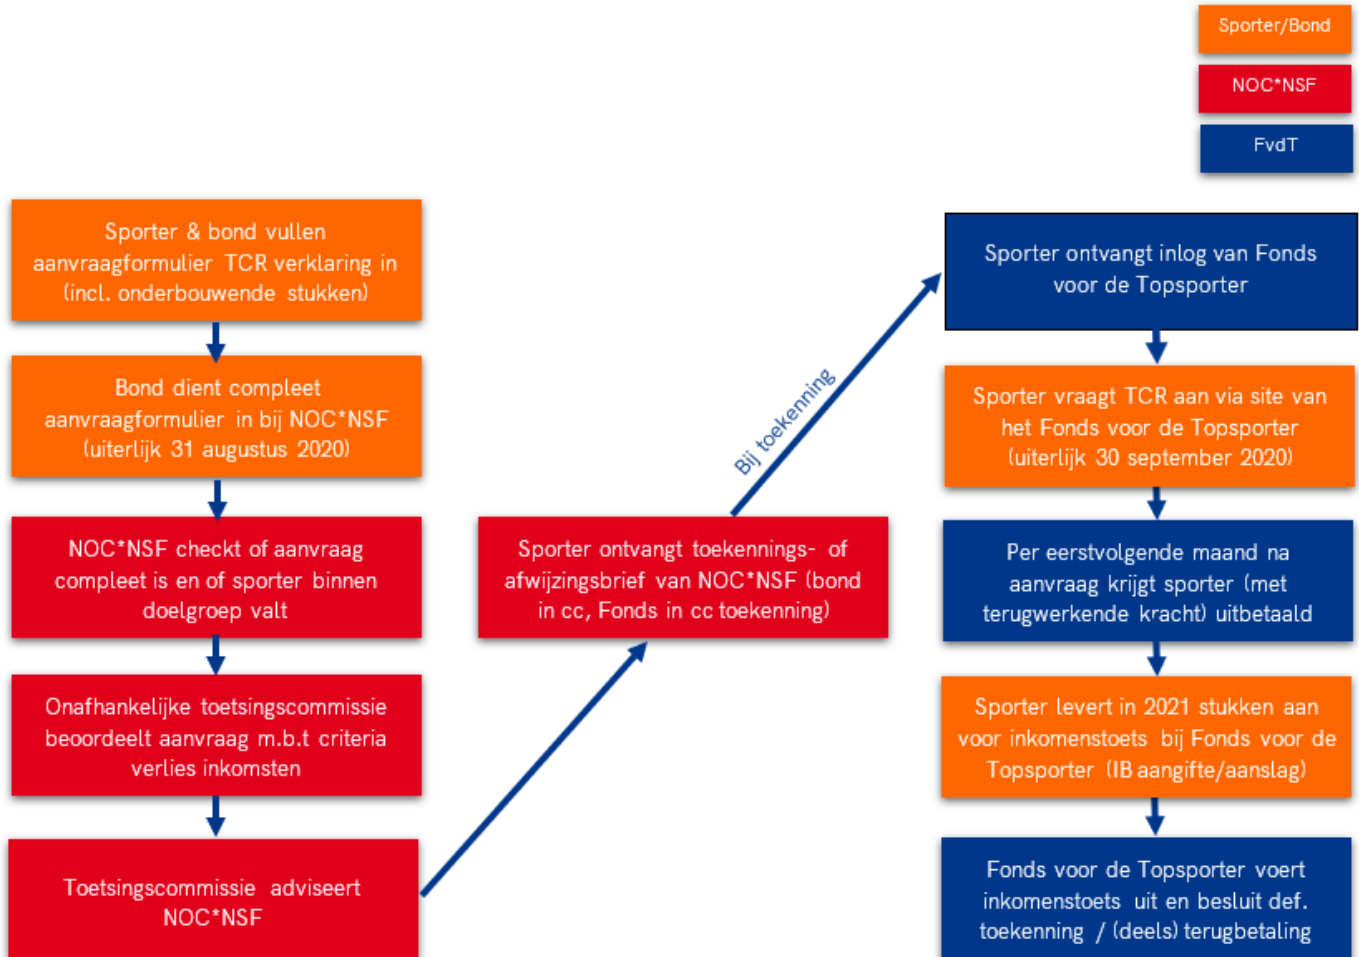 Sporter/Bond
NOC*NSF
FvdT
Sporter & bond vullen
aanvraagformulier TCR verklaring in
(incl. onderbouwende stukken)
Bond dient compleet
aanvraagformulier in bij NOC*NSF
(uiterlijk 31 augustus 2020)
NOC*NSF checkt of aanvraag
compleet is en of sporter binnen
doelgroep valt
Onafhankelijke toetsingscommissie
beoordeelt aanvraag m.b.t criteria
verlies inkomsten
Toetsingscommissie adviseert
NOC*NSF
Sporter ontvangt toekennings- of
afwijzingsbrief van NOC*NSF (bond
in cc, Fonds in cc toekenning)
Bij toekenning
Sporter ontvangt inlog van Fonds
voor de Topsporter
Sporter vraagt TCR aan via site van
het Fonds voor de Topsporter
(uiterlijk 30 september 2020)
Per eerstvolgende maand na
aanvraag krijgt sporter (met
terugwerkende kracht) uitbetaald
Sporter levert in 2021 stukken aan
voor inkomenstoets bij Fonds voor de
Topsporter (IB aangifte/aanslag)
Fonds voor de Topsporter voert
inkomenstoets uit en besluit def.
toekenning / (deels) terugbetaling